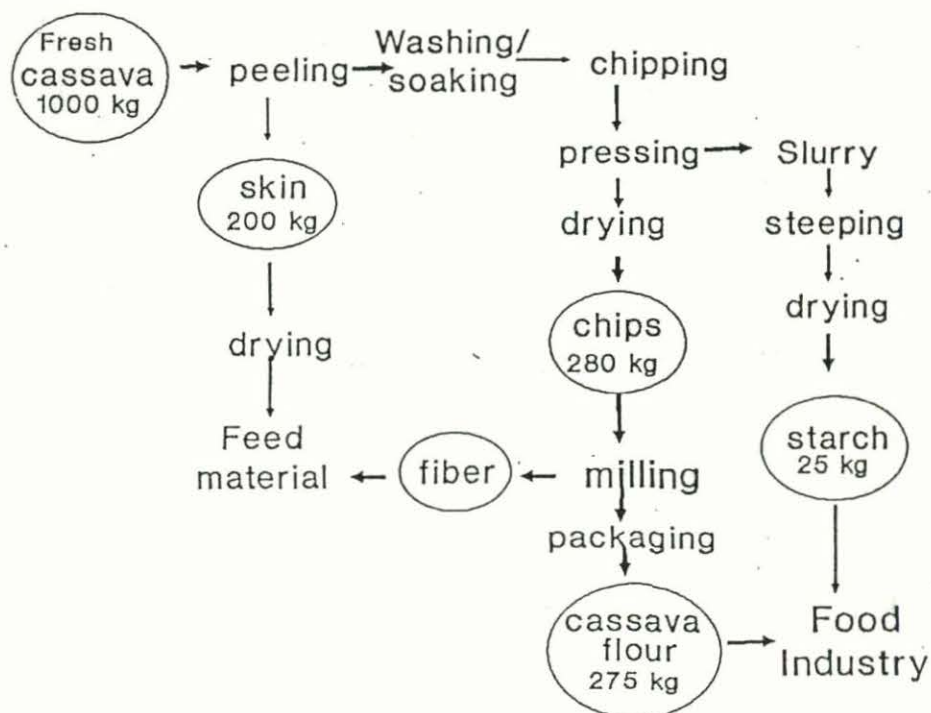 Fresh
cassava
1000 kg
peeling
Washing/
soaking
chipping
pressing
Slurry
skin
200 kg
drying
steeping
drying
chips
280 kg
drying
Feed
material
fiber
milling
starch
25 kg
packaging
cassava
flour
275 kg
Food
Industry